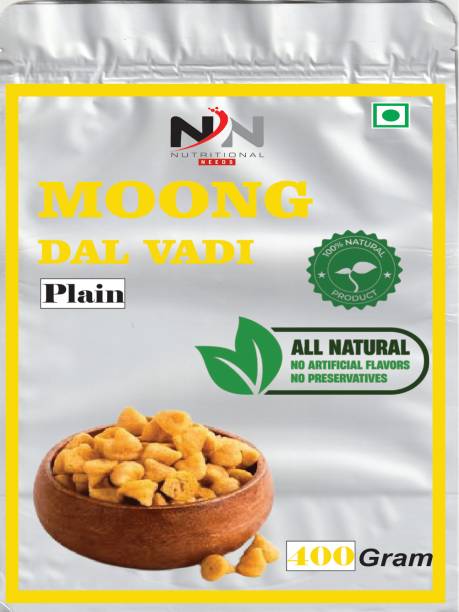 NN
NUTRITIONAL
NEEDS
MOONG
DAL VADI
Plain
100% NATURAL
PRODUCT
ALL NATURAL
NO ARTIFICIAL FLAVORS
NO PRESERVATIVES
400 Gram